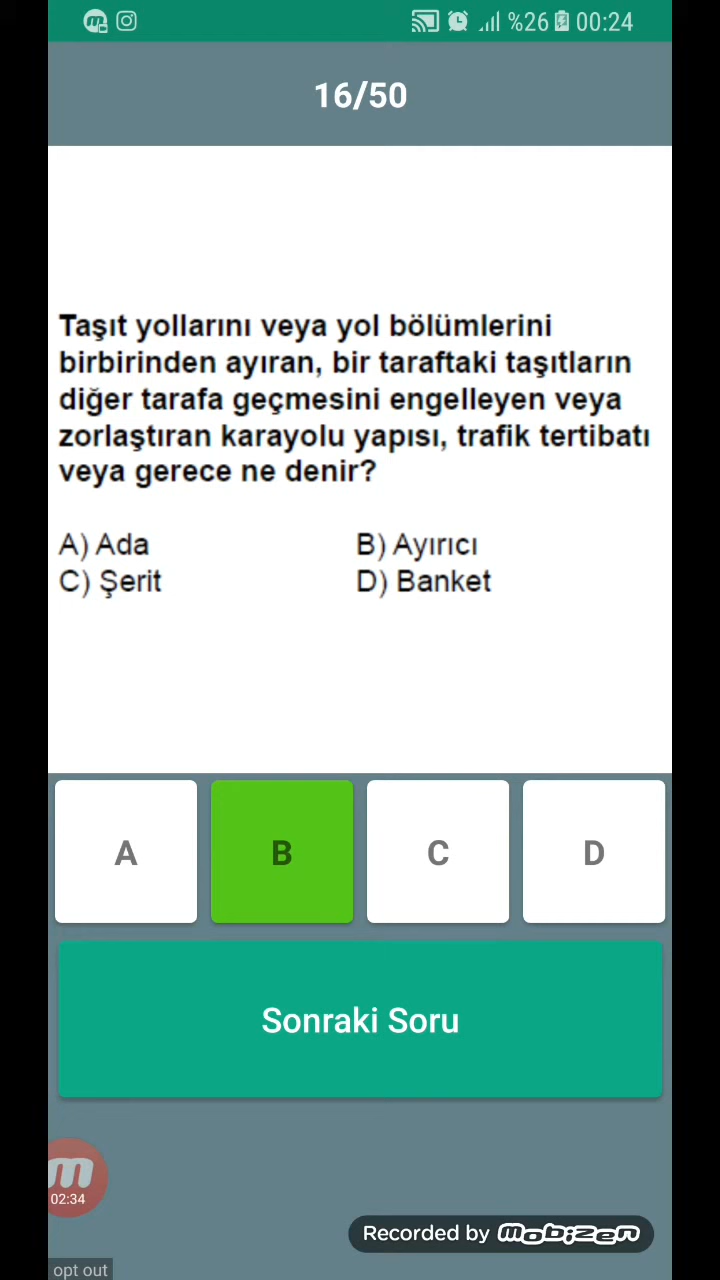 %26 00:24
16/50
Taşıt yollarını veya yol bölümlerini
birbirinden ayıran, bir taraftaki taşıtların
diğer tarafa geçmesini engelleyen veya
zorlaştıran karayolu yapısı, trafik tertibatı
veya gerece ne denir?
A) Ada B) Ayırıcı
C) Şerit D) Banket
A B C D
Sonraki Soru
m
02:34
Recorded by mobizen
opt out